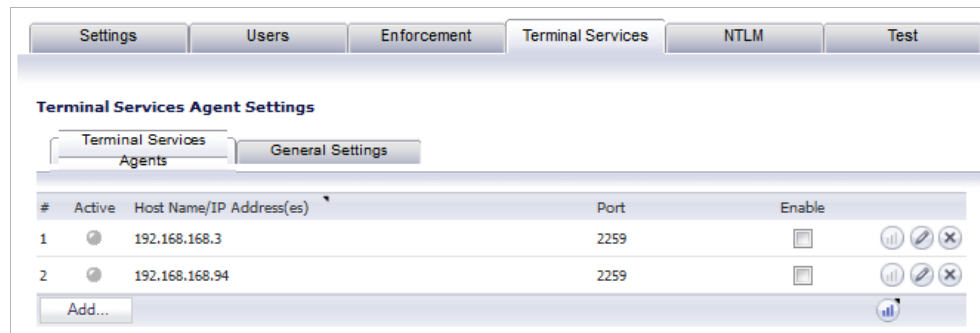 Settings Users Enforcement Terminal Services NTLM Test
Terminal Services Agent Settings
Terminal Services
Agents
General Settings
# Active Host Name/IP Address(es) Port Enable
1 192.168.168.3 2259
2 192.168.168.94 2259
Add...